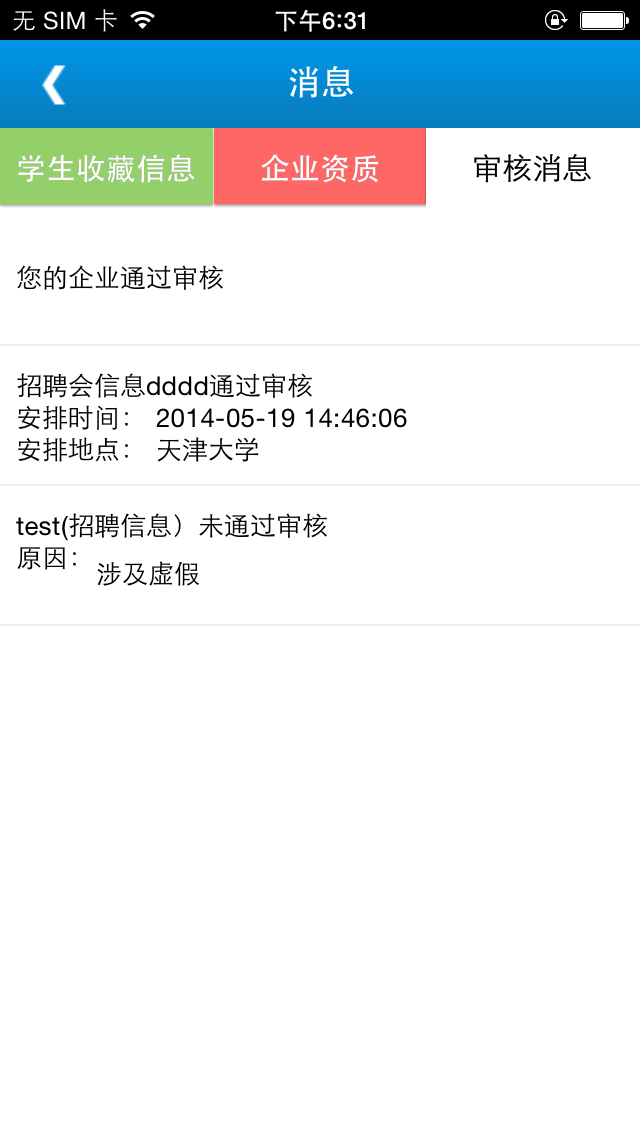 无 SIM 卡 下午6:31
消息
学生收藏信息 企业资质 审核消息
您的企业通过审核
招聘会信息dddd通过审核
安排时间： 2014-05-19 14:46:06
安排地点： 天津大学
test(招聘信息）未通过审核
原因：
涉及虚假